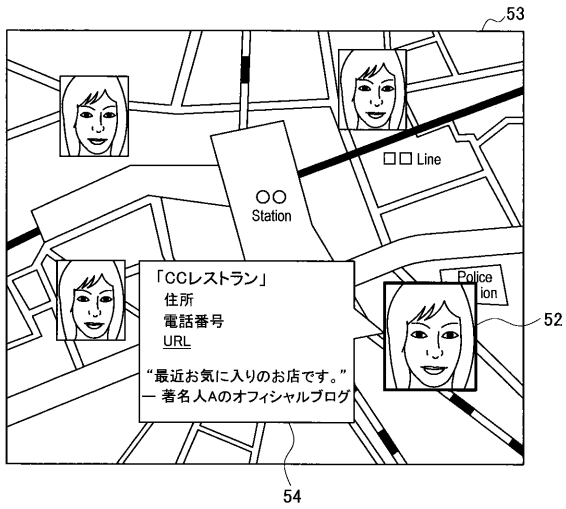 53
□□ Line
○○
Station
Police
ion
52
「CCレストラン」
住所
電話番号
URL
“最近お気に入りのお店です。”
― 著名人Aのオフィシャルブログ
54